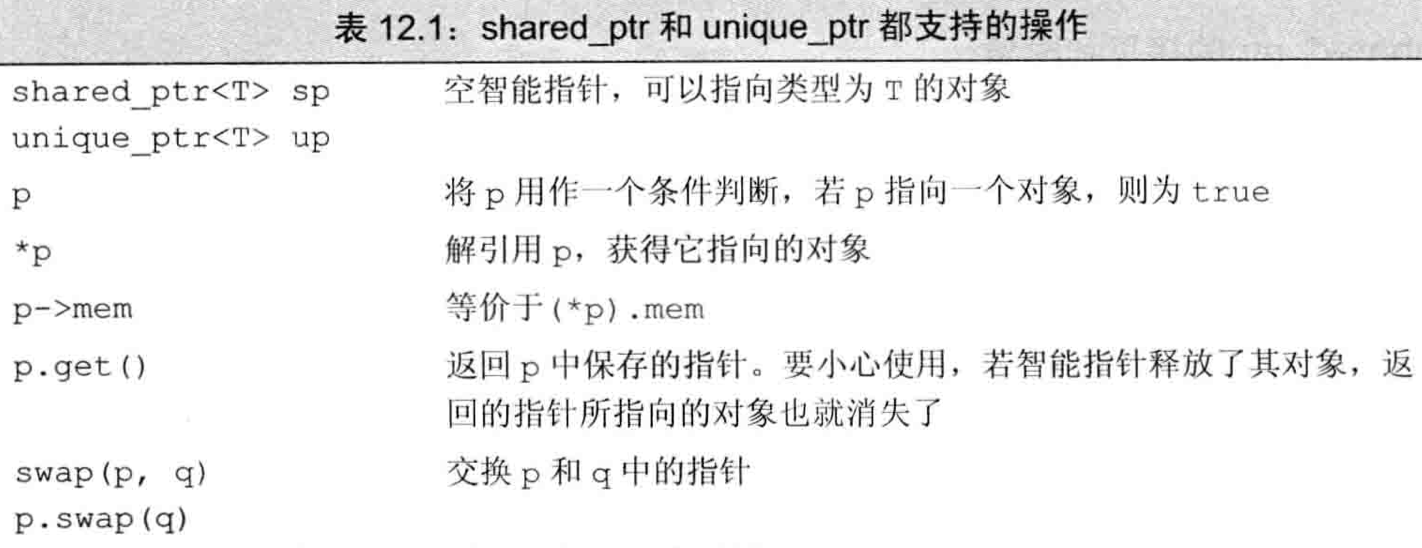 表 12.1：shared_ptr 和 unique_ptr 都支持的操作
shared_ptr<T> sp 空智能指针，可以指向类型为 T 的对象
unique_ptr<T> up
p 将 p 用作一个条件判断，若 p 指向一个对象，则为 true
*p 解引用 p，获得它指向的对象
p->mem 等价于(*p).mem
p.get() 返回 p 中保存的指针。要小心使用，若智能指针释放了其对象，返
回的指针所指向的对象也就消失了
swap(p, q) 交换 p 和 q 中的指针
p.swap(q)